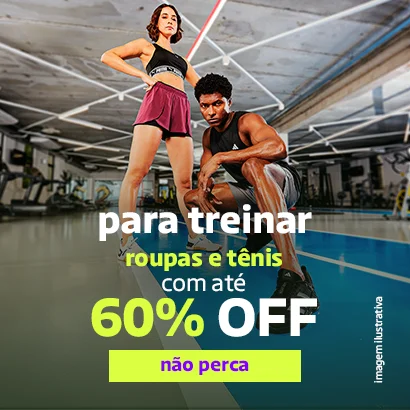 para treinar
roupas e tênis
com até
60% OFF
não perca
imagem ilustrativa